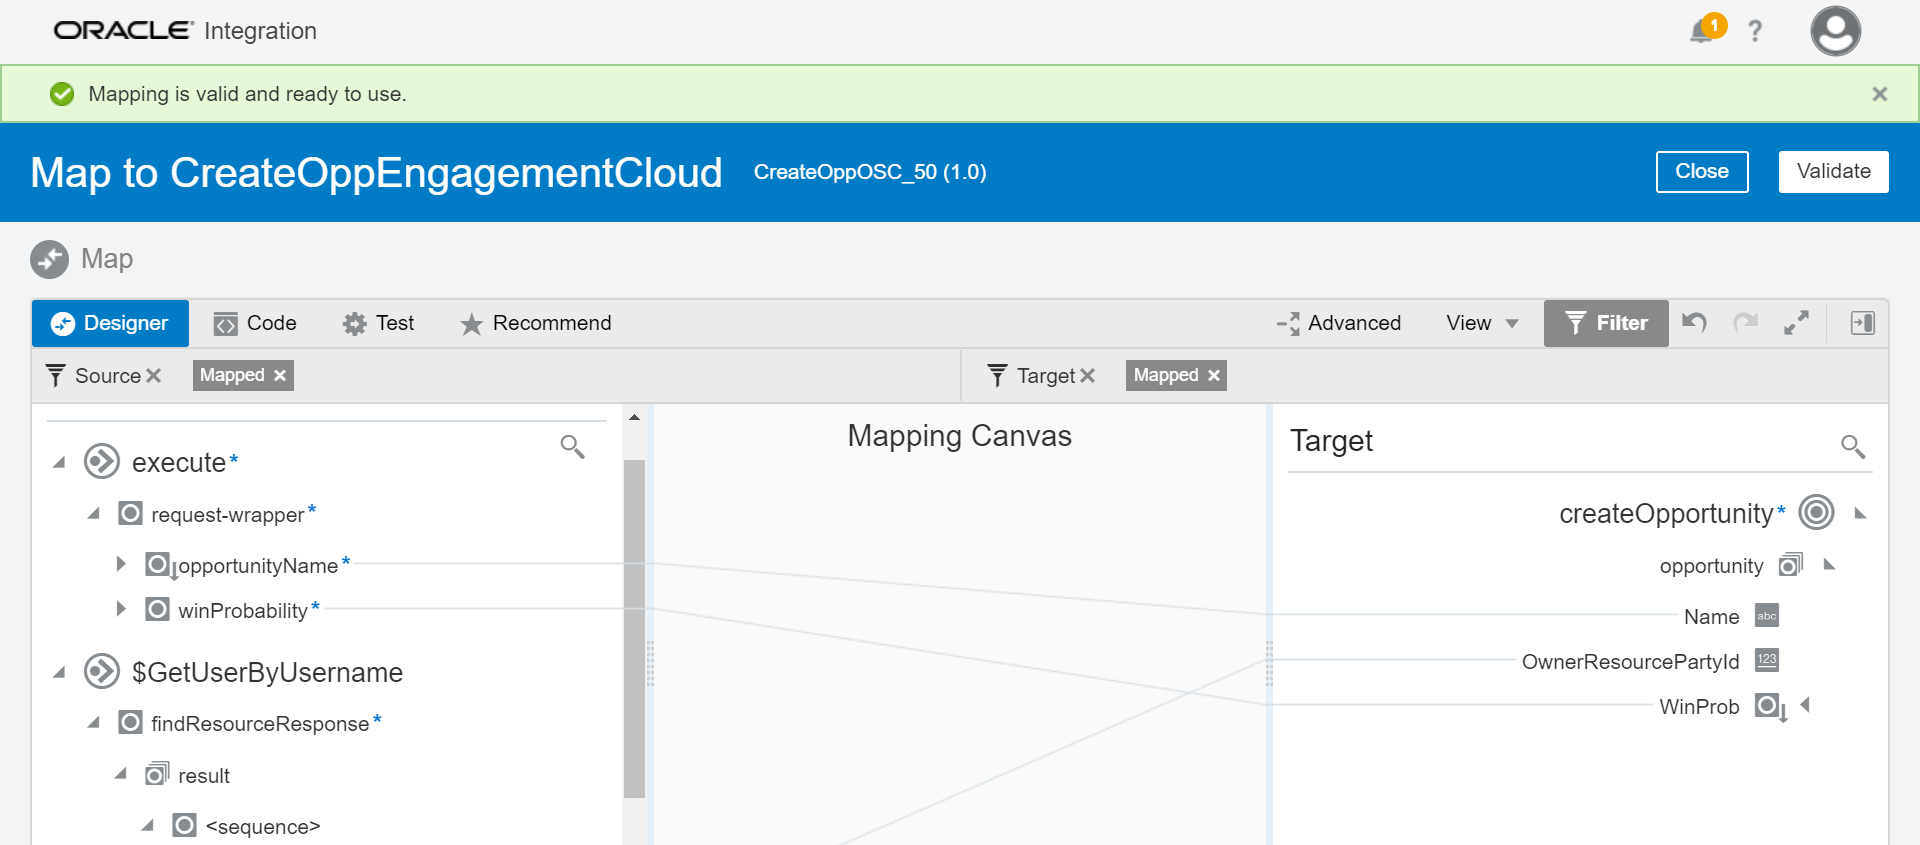 ORACLE Integration
1 ?
Mapping is valid and ready to use.
Map to CreateOppEngagementCloud CreateOppOSC_50 (1.0) Close Validate
Map
Designer Code Test Recommend Advanced View Filter
Source Mapped Target Mapped
Mapping Canvas
Target
execute*
request-wrapper*
opportunityName*
winProbability*
$GetUserByUsername
findResourceResponse*
result
<sequence>
createOpportunity*
opportunity
Name abc
OwnerResourcePartyId 123
WinProb